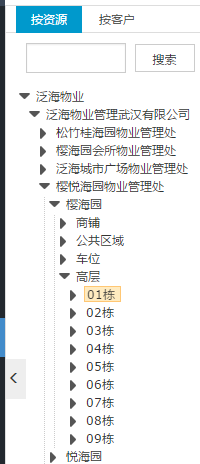 按资源 按客户
搜索
泛海物业
泛海物业管理武汉有限公司
松竹桂海园物业管理处
樱海园会所物业管理处
泛海城市广场物业管理处
樱悦海园物业管理处
樱海园
商铺
公共区域
车位
高层
01栋
02栋
03栋
04栋
05栋
06栋
07栋
08栋
09栋
悦海园